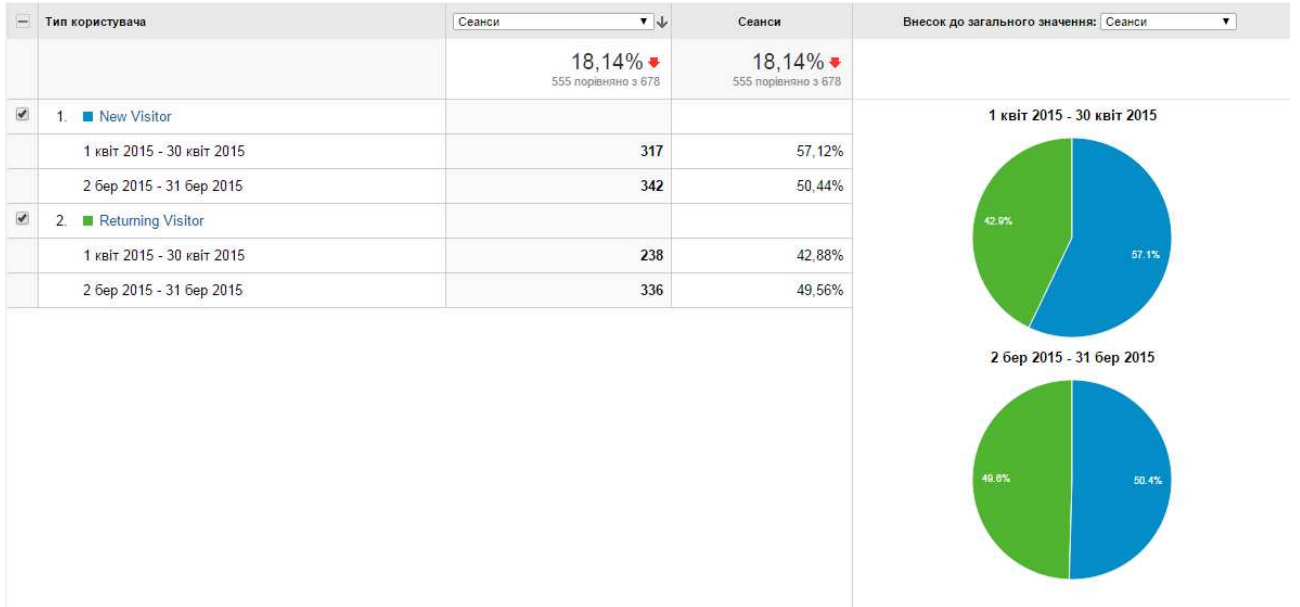 Тип користувача
Сеанси
Сеанси
Внесок до загального значення: Сеанси
18,14%
555 порівняно з 678
18,14%
555 порівняно з 678
1. New Visitor
1 квіт 2015 - 30 квіт 2015 317 57,12%
2 бер 2015 - 31 бер 2015 342 50,44%
2. Returning Visitor
1 квіт 2015 - 30 квіт 2015 238 42,88%
2 бер 2015 - 31 бер 2015 336 49,56%
1 квіт 2015 - 30 квіт 2015
42.9%
57.1%
2 бер 2015 - 31 бер 2015
49.6%
50.4%